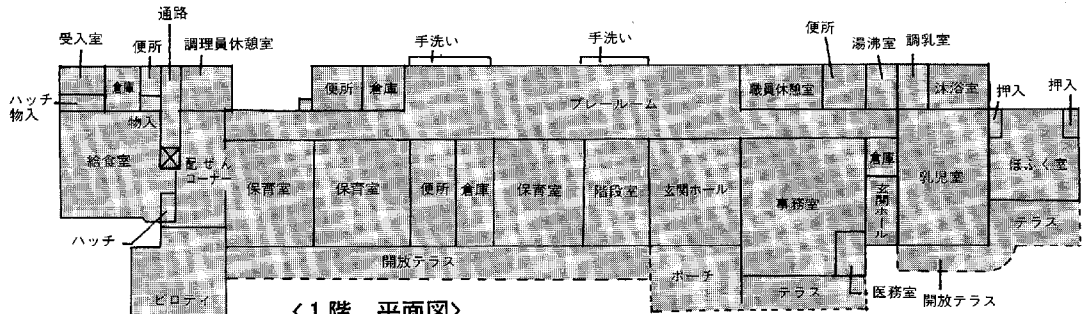 通路
受入室
便所
調理員休憩室
手洗い
手洗い
便所
湯沸室
調乳室
倉庫
便所
倉庫
職員休憩室
沐浴室
押入
押入
ハッチ
物入
物入
プレールーム
給食室
配ぜん
コーナー
保育室
保育室
便所
倉庫
保育室
階段室
玄関ホール
事務室
倉庫
玄関ホール
乳児室
ほふく室
ハッチ
テラス
開放テラス
ピロティ
ポーチ
テラス
医務室
開放テラス
〈1階 平面図〉